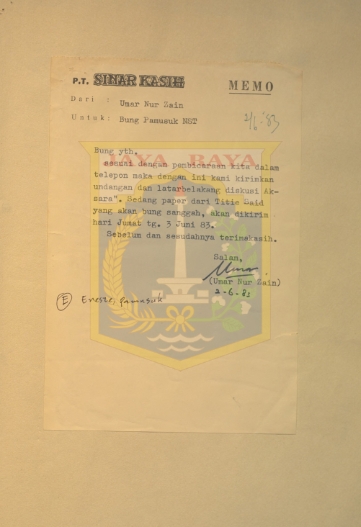 P.T. SINAR KASIH
MEMO
Dari : Umar Nur Zain
2/6 '83
Untuk: Bung Pamusuk NST
Bung yth.
sesuai dengan pembicaraan kita dalam
telepon maka dengan ini kami kirimkan
undangan dan latarbelakang diskusi Ak-
sara". Sedang paper dari Titie Said
yang akan bung sanggah, akan dikirim
hari Jumat tg. 3 Juni 83.
Sebelum dan sesudahnya terimakasih.
Salam,
(Umar Nur Zain)
2-6-83
E Eneste, Pamusuk
JAYA RAYA